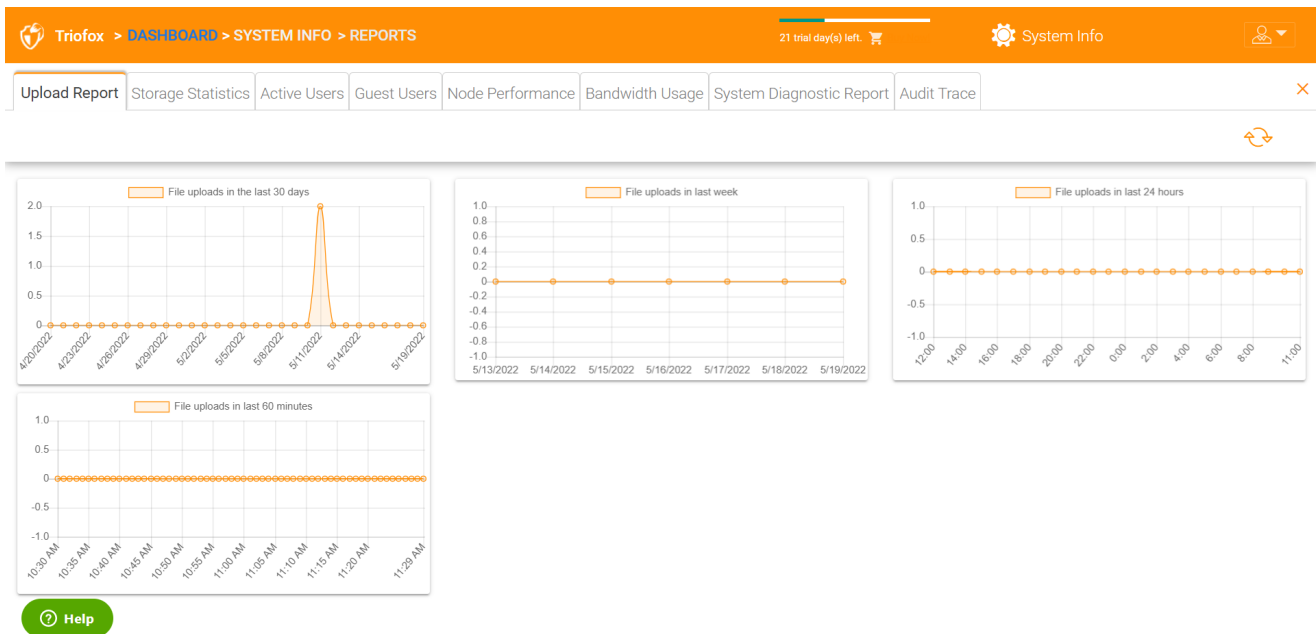 Triofox > DASHBOARD > SYSTEM INFO > REPORTS
21 trial day(s) left.
System Info
Upload Report Storage Statistics Active Users Guest Users Node Performance Bandwidth Usage System Diagnostic Report Audit Trace
File uploads in the last 30 days
2.0
1.5
1.0
0.5
0
4/20/2022 4/23/2022 4/26/2022 4/29/2022 5/2/2022 5/5/2022 5/8/2022 5/11/2022 5/14/2022 5/19/2022
File uploads in last week
1.0
0.8
0.6
0.4
0.2
0
-0.2
-0.4
-0.6
-0.8
-1.0
5/13/2022 5/14/2022 5/15/2022 5/16/2022 5/17/2022 5/18/2022 5/19/2022
File uploads in last 24 hours
1.0
0.5
0
-0.5
-1.0
12:00 14:00 16:00 18:00 20:00 22:00 0:00 2:00 4:00 6:00 8:00 11:00
File uploads in last 60 minutes
1.0
0.5
0
-0.5
-1.0
10:30 AM 10:35 AM 10:40 AM 10:45 AM 10:50 AM 10:55 AM 11:00 AM 11:05 AM 11:10 AM 11:15 AM 11:20 AM 11:29 AM
? Help